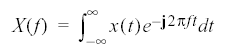 X(f) = ∫_{-∞}^{∞} x(t)e^{-j2πft}dt